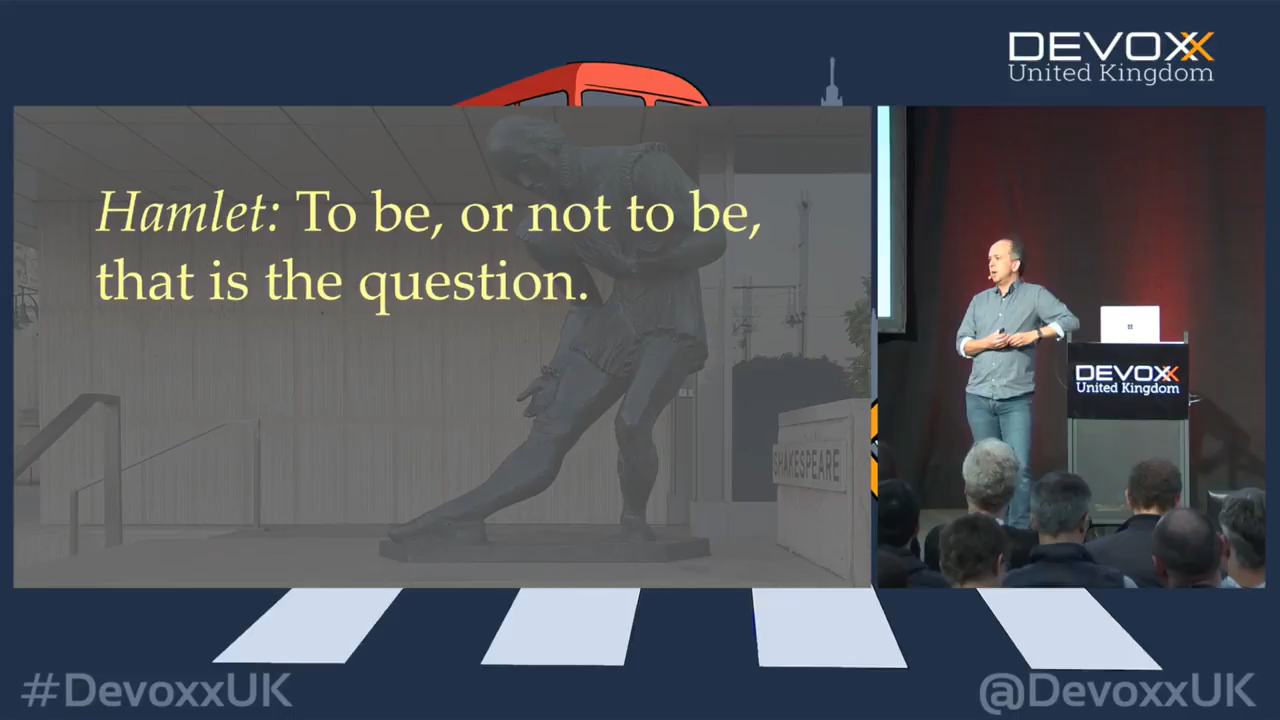 DEVOXX
United Kingdom
Hamlet: To be, or not to be,
that is the question.
SHAKESPEARE
DEVOXX
United Kingdom
#DevoxxUK
@DevoxxUK